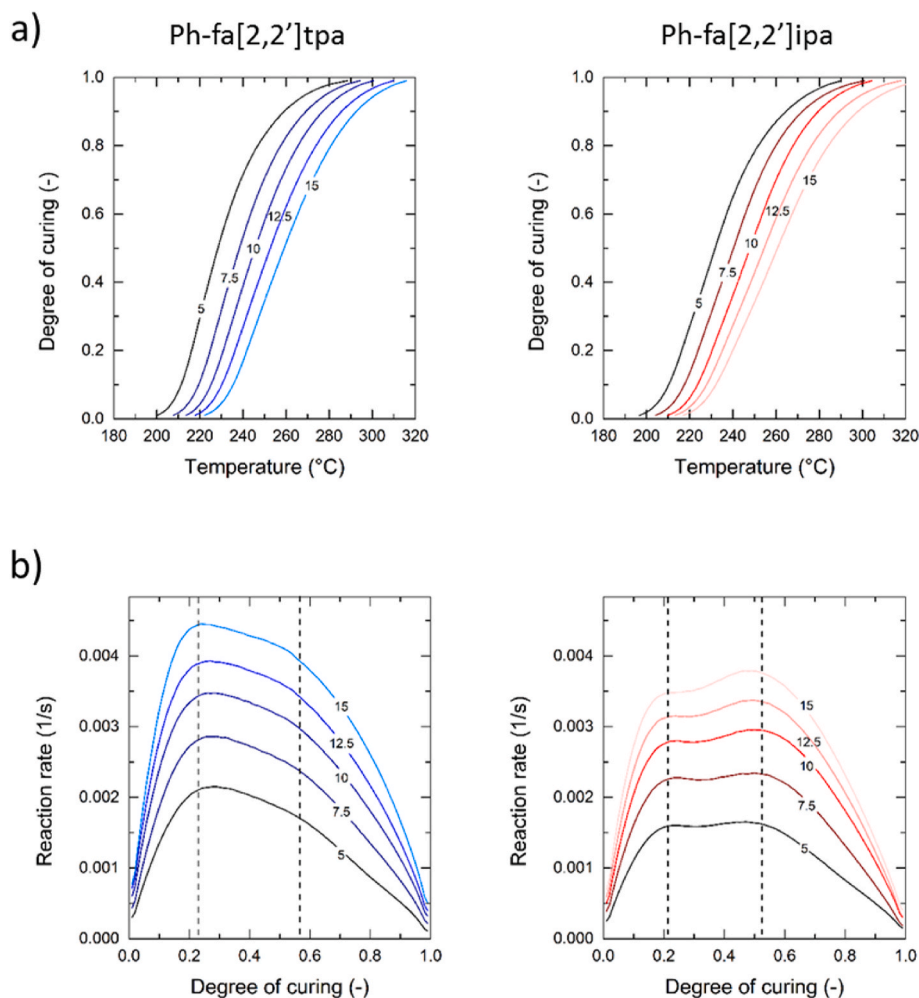 a)
Ph-fa[2,2']tpa
Ph-fa[2,2']ipa
1.0
0.8
0.6
0.4
0.2
0.0
180 200 220 240 260 280 300 320
Temperature (°C)
Degree of curing (-)
5
7.5
10
12.5
15
1.0
0.8
0.6
0.4
0.2
0.0
180 200 220 240 260 280 300 320
Temperature (°C)
Degree of curing (-)
5
7.5
10
12.5
15
b)
0.004
0.003
0.002
0.001
0.000
0.0 0.2 0.4 0.6 0.8 1.0
Degree of curing (-)
Reaction rate (1/s)
15
12.5
10
7.5
5
0.004
0.003
0.002
0.001
0.000
0.0 0.2 0.4 0.6 0.8 1.0
Degree of curing (-)
Reaction rate (1/s)
15
12.5
10
7.5
5